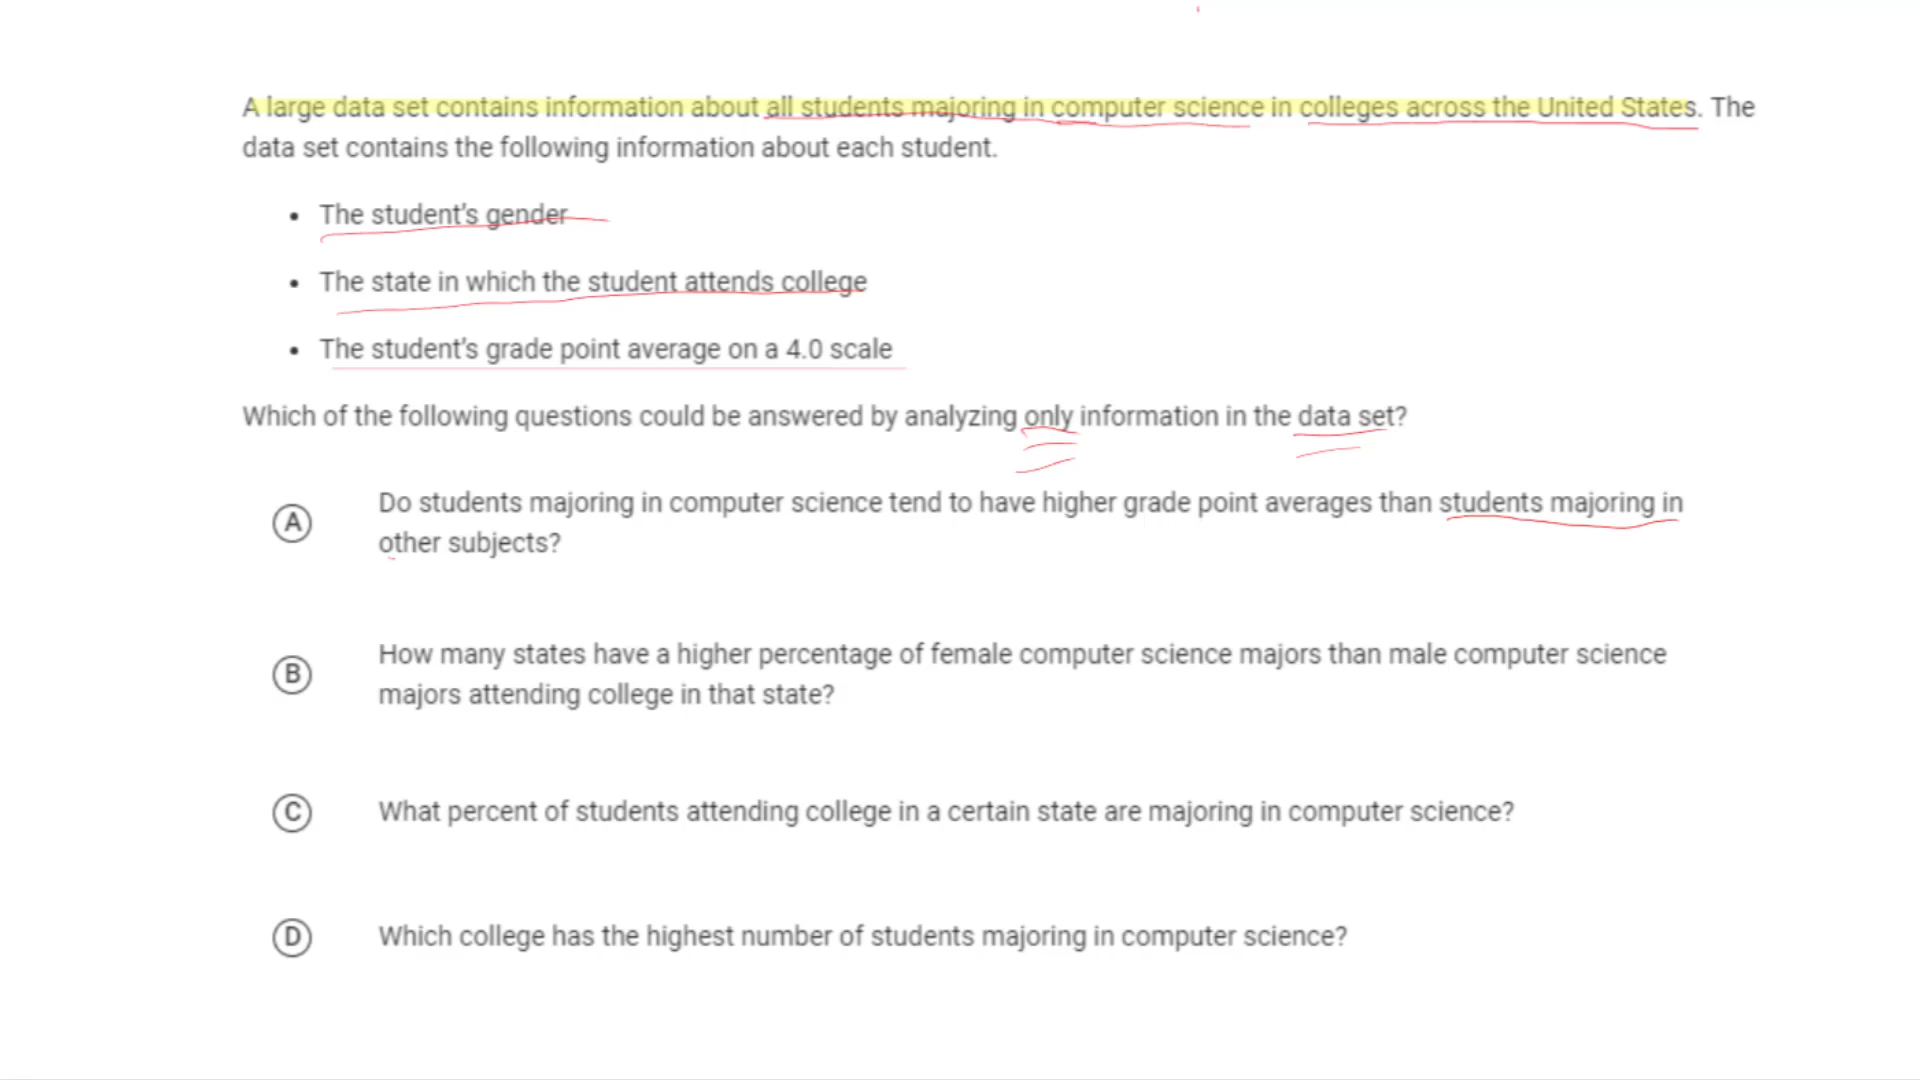 A large data set contains information about all students majoring in computer science in colleges across the United States. The
data set contains the following information about each student.
• The student's gender
• The state in which the student attends college
• The student's grade point average on a 4.0 scale
Which of the following questions could be answered by analyzing only information in the data set?
A Do students majoring in computer science tend to have higher grade point averages than students majoring in
other subjects?
B How many states have a higher percentage of female computer science majors than male computer science
majors attending college in that state?
C What percent of students attending college in a certain state are majoring in computer science?
D Which college has the highest number of students majoring in computer science?